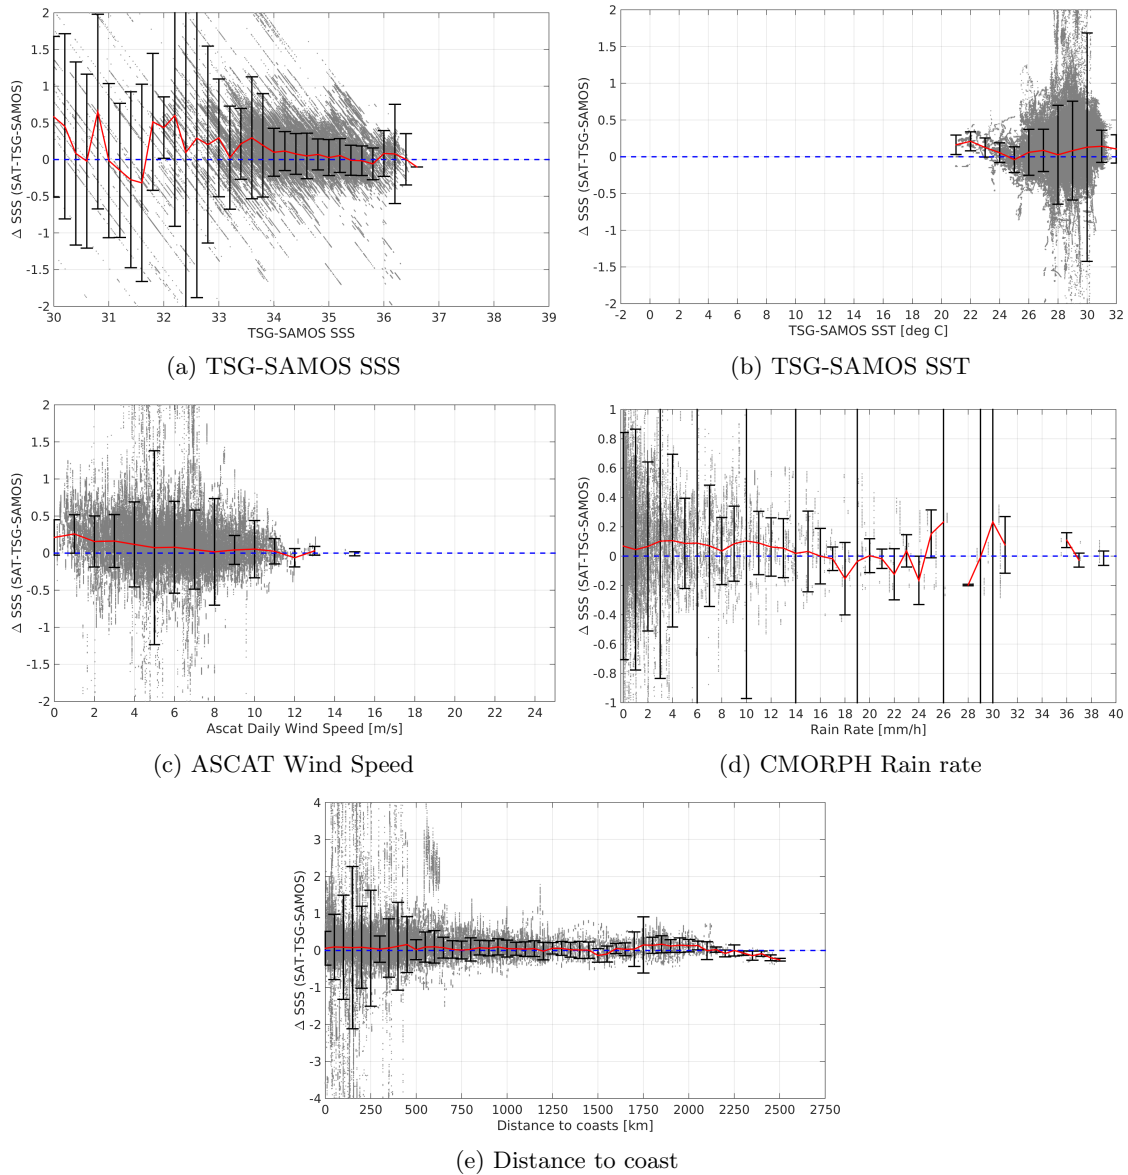 2
1.5
1
0.5
0
-0.5
-1
-1.5
-2
Δ SSS (SAT-TSG-SAMOS)
30 31 32 33 34 35 36 37 38 39
TSG-SAMOS SSS
(a) TSG-SAMOS SSS
2
1.5
1
0.5
0
-0.5
-1
-1.5
-2
Δ SSS (SAT-TSG-SAMOS)
-2 0 2 4 6 8 10 12 14 16 18 20 22 24 26 28 30 32
TSG-SAMOS SST [deg C]
(b) TSG-SAMOS SST
2
1.5
1
0.5
0
-0.5
-1
-1.5
-2
Δ SSS (SAT-TSG-SAMOS)
0 2 4 6 8 10 12 14 16 18 20 22 24
Ascat Daily Wind Speed [m/s]
(c) ASCAT Wind Speed
1
0.8
0.6
0.4
0.2
0
-0.2
-0.4
-0.6
-0.8
-1
Δ SSS (SAT-TSG-SAMOS)
0 2 4 6 8 10 12 14 16 18 20 22 24 26 28 30 32 34 36 38 40
Rain Rate [mm/h]
(d) CMORPH Rain rate
4
3
2
1
0
-1
-2
-3
-4
Δ SSS (SAT-TSG-SAMOS)
0 250 500 750 1000 1250 1500 1750 2000 2250 2500 2750
Distance to coasts [km]
(e) Distance to coast